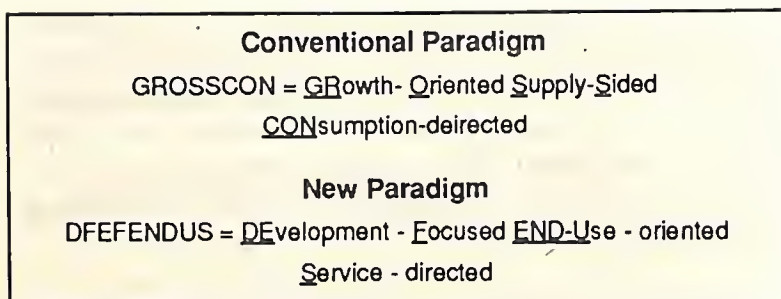 Conventional Paradigm
GROSSCON = GRowth- Oriented Supply-Sided
CONsumption-deirected
New Paradigm
DFEFENDUS = DEvelopment - Focused END-Use - oriented
Service - directed